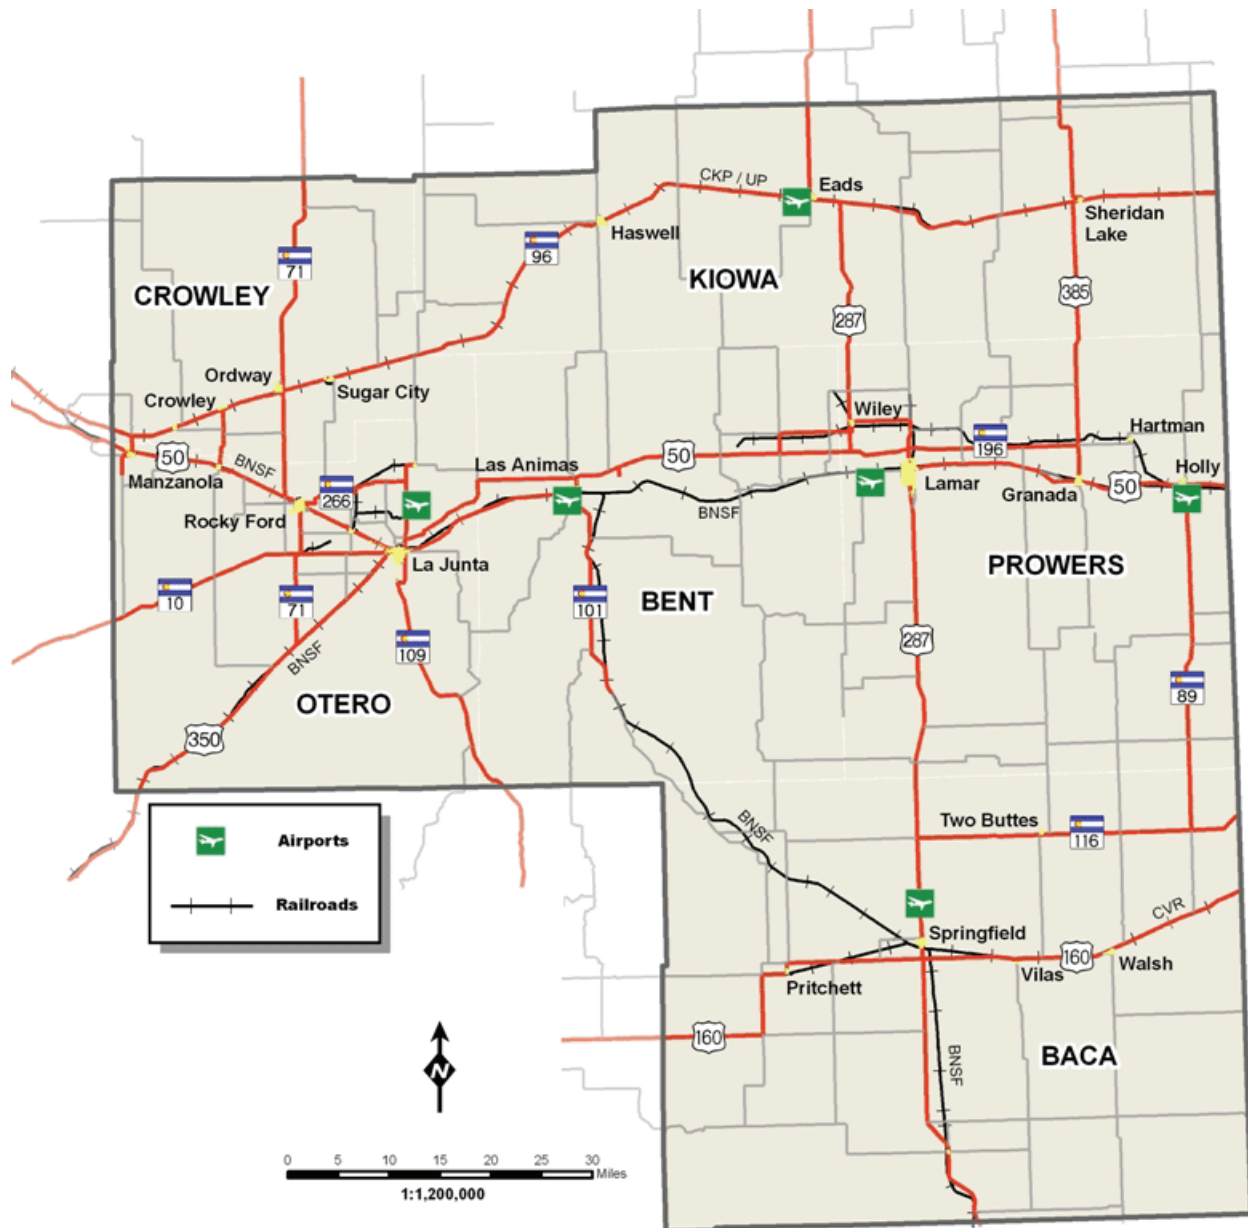 CKP / UP
Eads
Sheridan
Lake
Haswell
96
71
CROWLEY
KIOWA
385
287
Ordway
Sugar City
Crowley
Wiley
Hartman
196
50
Manzanola
BNSF
Las Animas
50
Holly
266
Lamar
Granada
50
Rocky Ford
BNSF
La Junta
PROWERS
10
71
101
BENT
109
287
BNSF
89
OTERO
350
Two Buttes
116
BNSF
Airports
Railroads
CVR
Springfield
160
Walsh
Vilas
Pritchett
160
BACA
BNSF
N
0 5 10 15 20 25 30
Miles
1:1,200,000